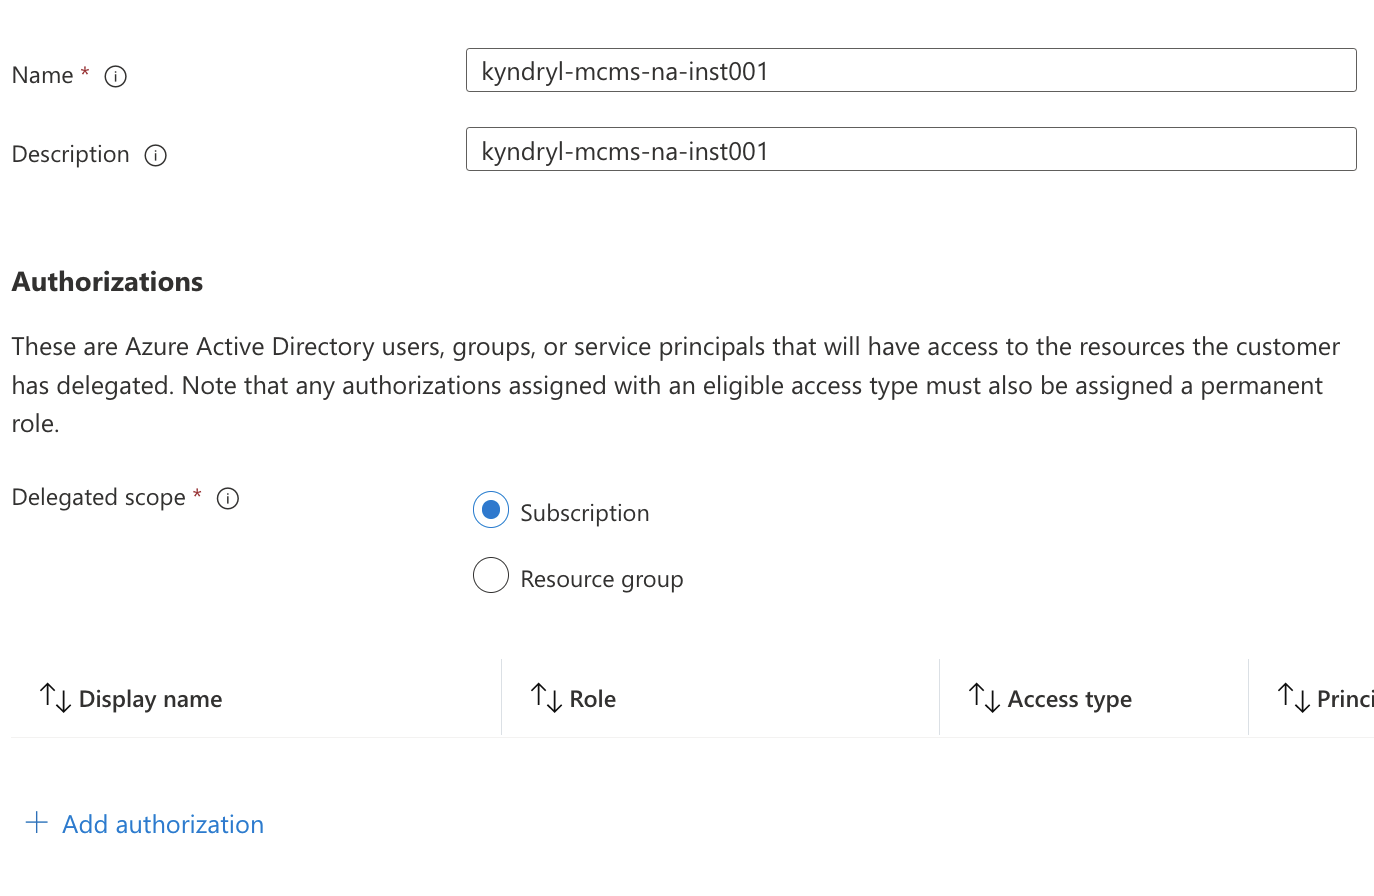 Name *
kyndryl-mcms-na-inst001
Description
kyndryl-mcms-na-inst001
Authorizations
These are Azure Active Directory users, groups, or service principals that will have access to the resources the customer
has delegated. Note that any authorizations assigned with an eligible access type must also be assigned a permanent
role.
Delegated scope *
Subscription
Resource group
Display name Role Access type Princi
+ Add authorization